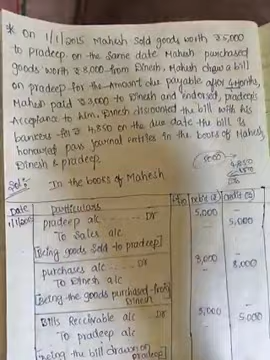 * On 1/1/2015 Mahesh sold goods worth ₹ 5,000
to Pradeep on the same date Mahesh purchased
goods worth ₹ 8,000 from Dinesh, Mahesh drew a bill
on pradeep for the Amount due payable after 4 months,
Mahesh paid ₹ 3,000 to Dinesh and endorsed, pradeep's
Acceptance to him. Dinesh discounted the bill with his
bankers for ₹ 4,850 on the due date the bill is
honoured pass journal entries in the books of Mahesh,
Dinesh & pradeep.
5000
4850
In the books of Mahesh
Date Particulars Debit(₹) Credit(₹)
1/1/2015 pradeep a/c ...... Dr 5,000 —
To Sales a/c — 5,000
[Being goods sold to pradeep]
purchases a/c ...... Dr 8,000 —
To Dinesh a/c — 8,000
[Being the goods purchased from
Dinesh]
Bills Receivable a/c Dr 5,000 —
To pradeep a/c — 5,000
[Being the bill drawn on